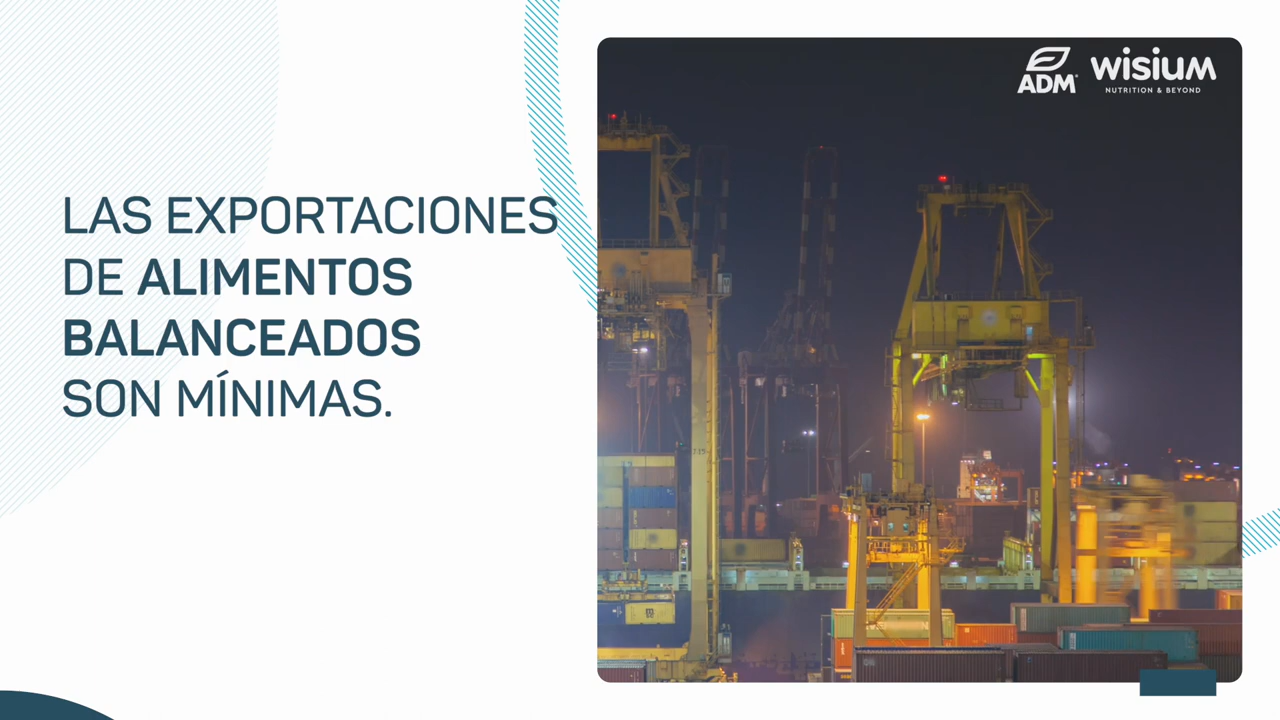 LAS EXPORTACIONES
DE ALIMENTOS
BALANCEADOS
SON MÍNIMAS.
ADM
WISIUM
NUTRITION & BEYOND